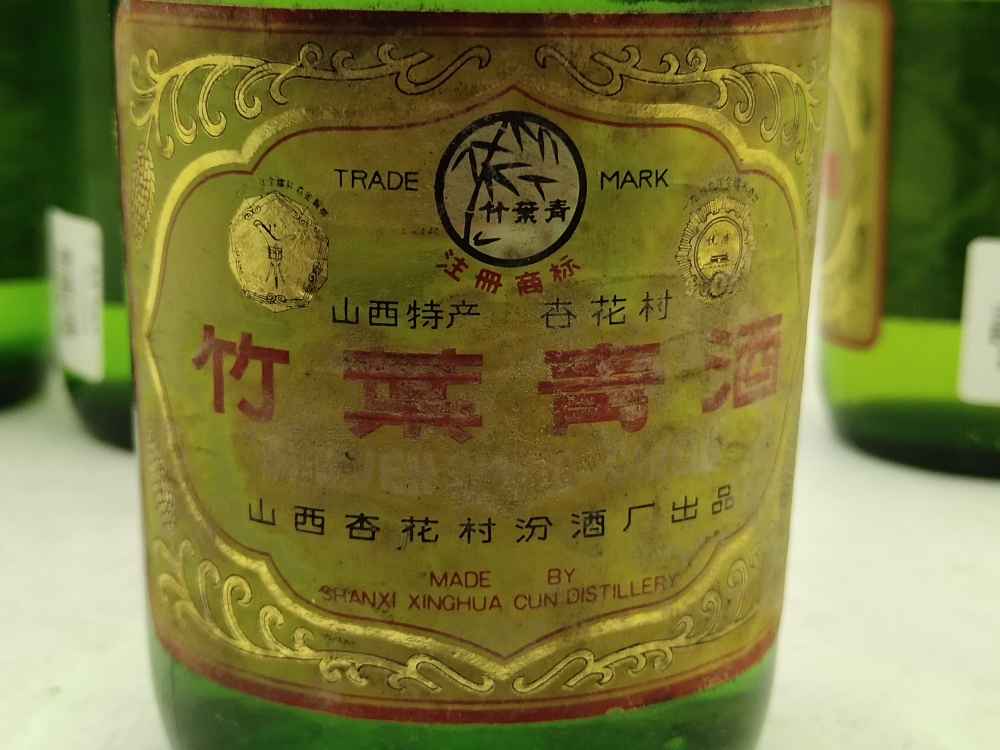 TRADE MARK
竹葉青
注冊商标
山西特产 杏花村
竹葉青酒
山西杏花村汾酒厂出品
MADE BY
SHANXI XINGHUA CUN DISTILLERY